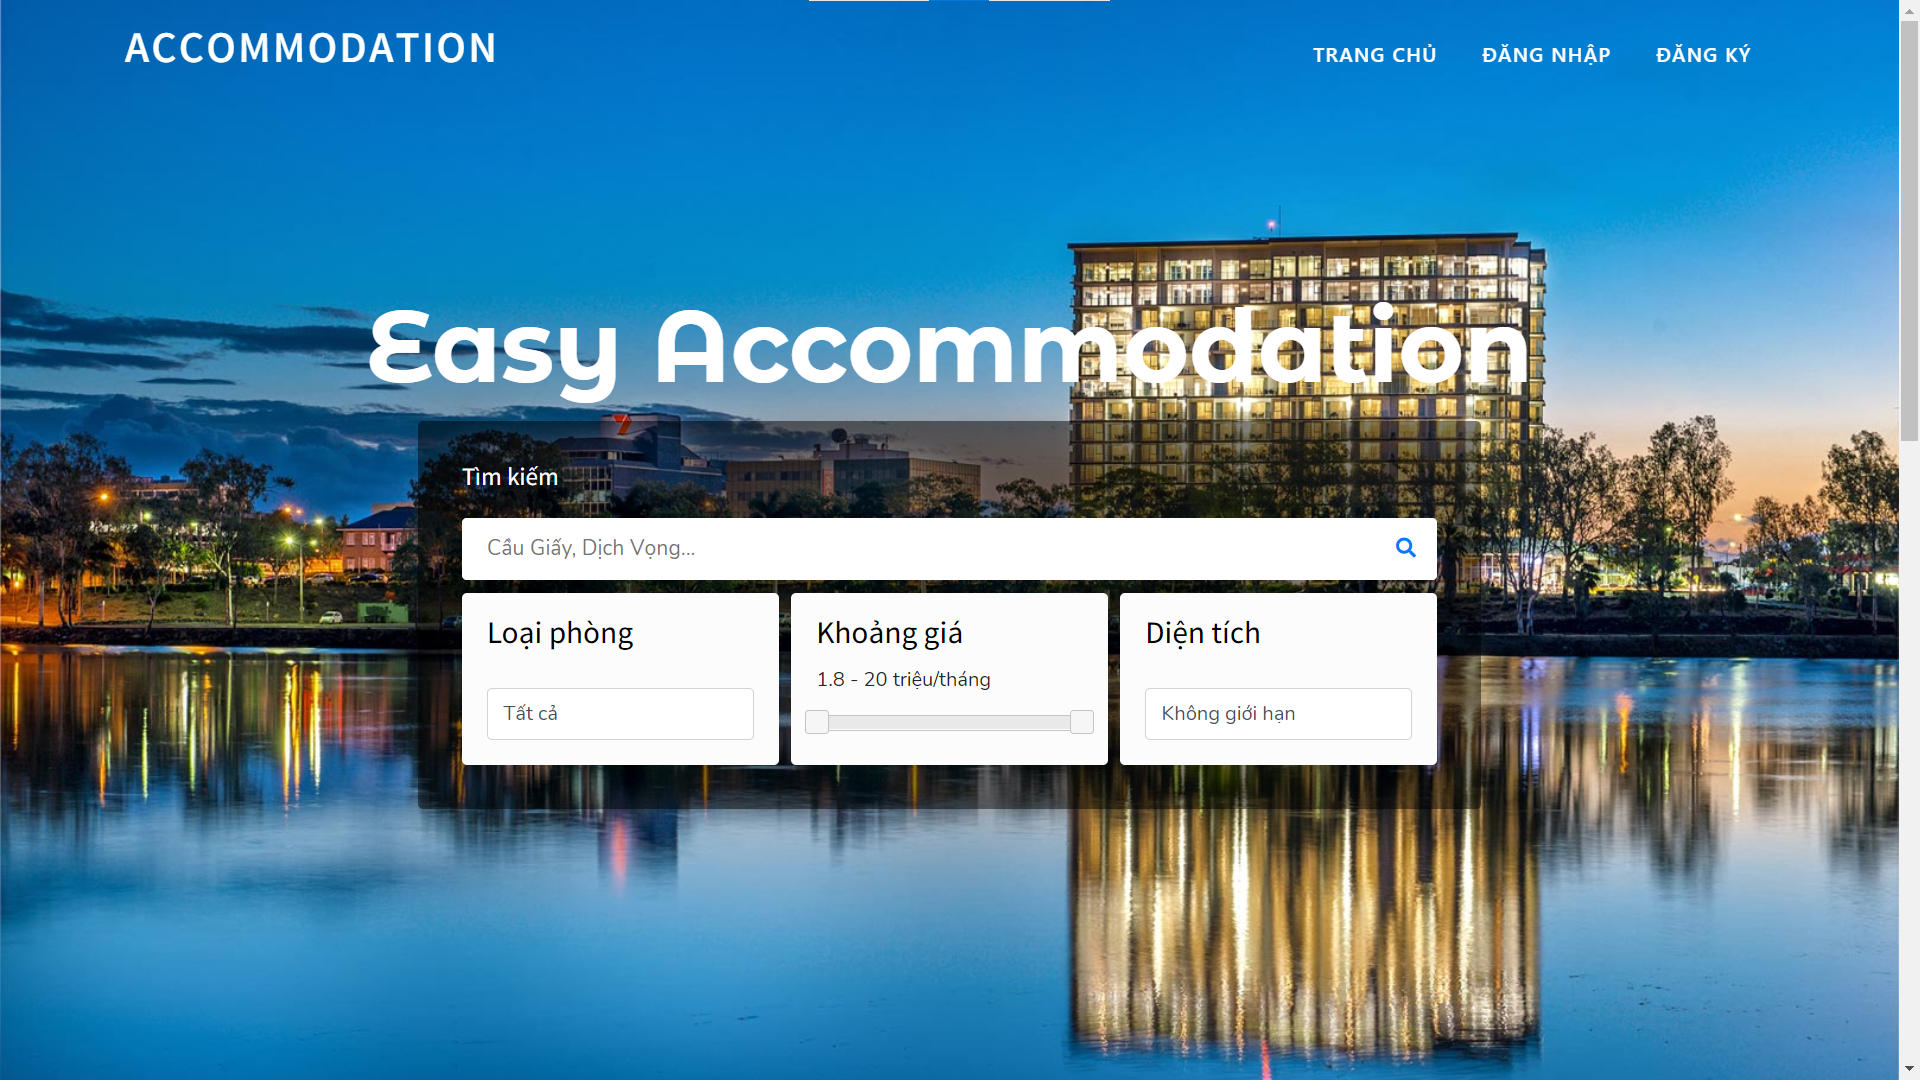 ACCOMMODATION
TRANG CHỦ
ĐĂNG NHẬP
ĐĂNG KÝ
Easy Accommodation
Tìm kiếm
Cầu Giấy, Dịch Vọng...
Loại phòng
Tất cả
Khoảng giá
1.8 - 20 triệu/tháng
Diện tích
Không giới hạn